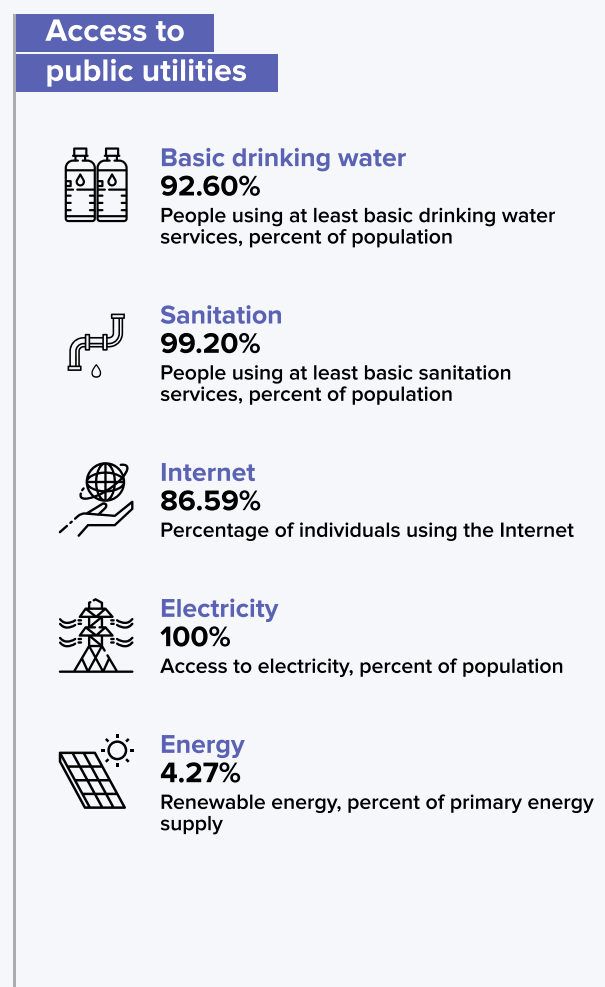 Access to
public utilities
Basic drinking water
92.60%
People using at least basic drinking water
services, percent of population
Sanitation
99.20%
People using at least basic sanitation
services, percent of population
Internet
86.59%
Percentage of individuals using the Internet
Electricity
100%
Access to electricity, percent of population
Energy
4.27%
Renewable energy, percent of primary energy
supply